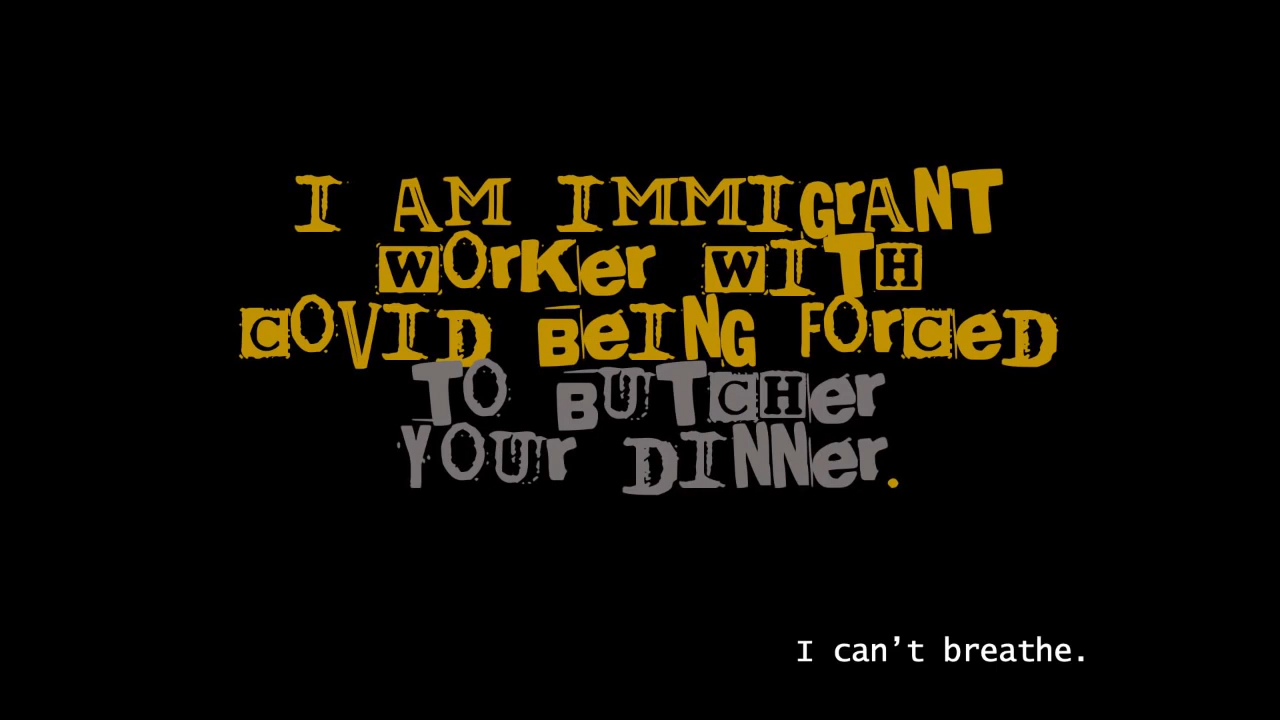 I AM IMMIGrANT
WOrKer WITH
COVID BeING FOrCeD
TO BUTCHer
YOUr DINNer.
I can't breathe.